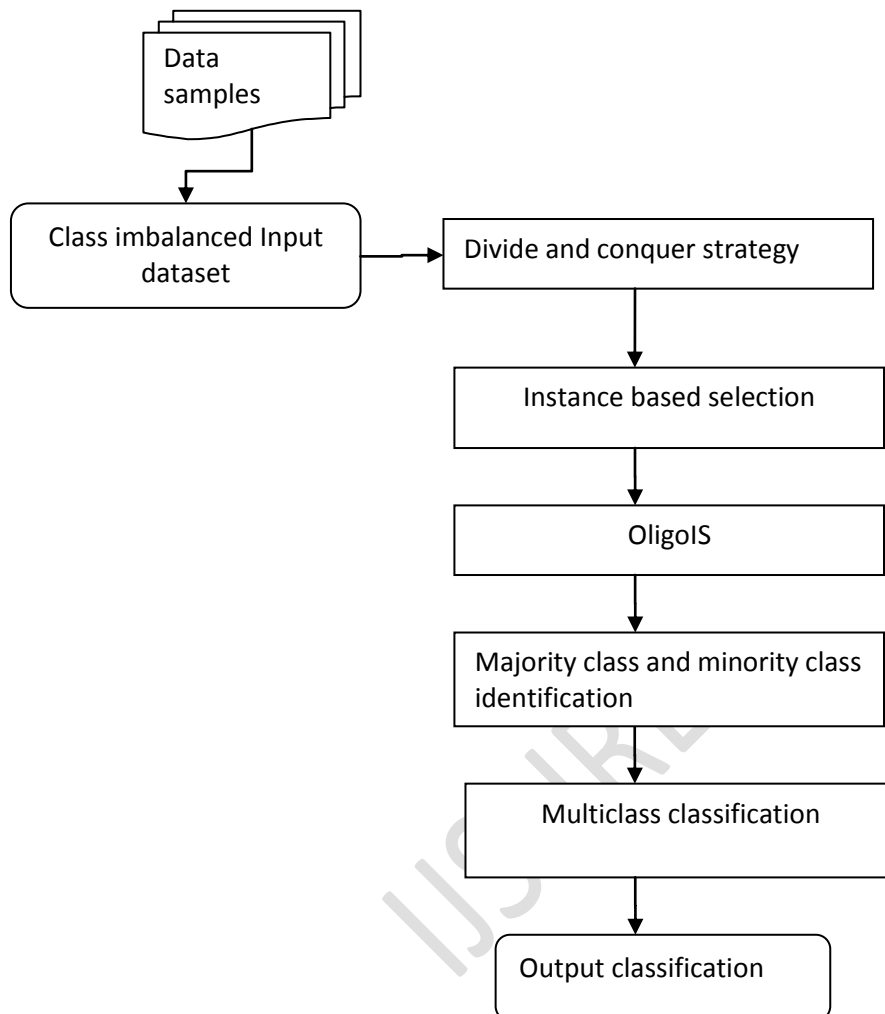 Data
samples
Class imbalanced Input
dataset
Divide and conquer strategy
Instance based selection
OligoIS
Majority class and minority class
identification
Multiclass classification
Output classification